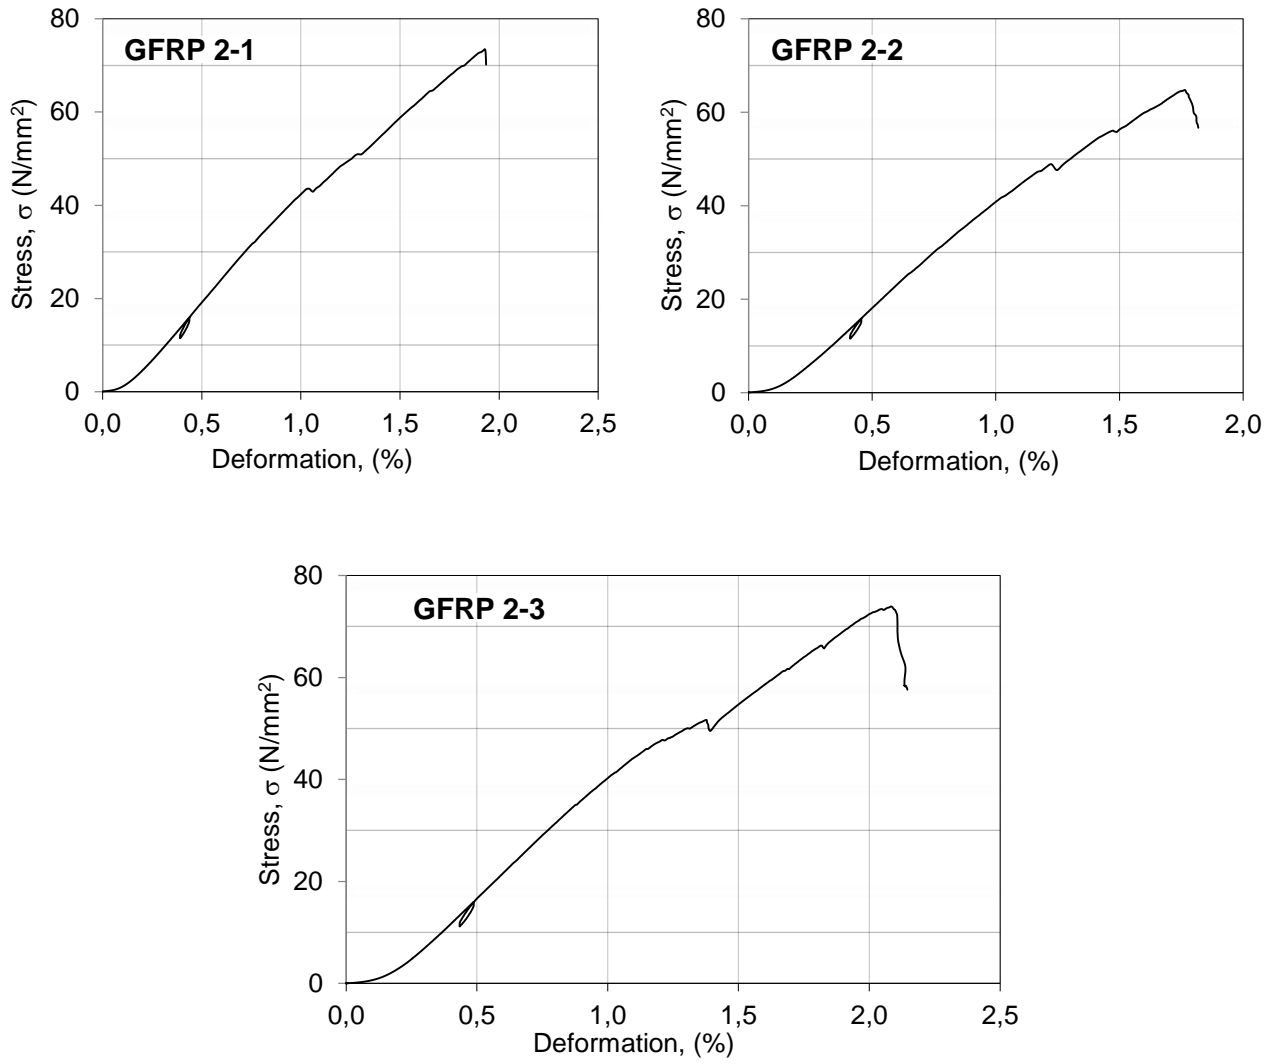 GFRP 2-1
Stress, σ (N/mm²)
80
60
40
20
0
0,0 0,5 1,0 1,5 2,0 2,5
Deformation, (%)
GFRP 2-2
Stress, σ (N/mm²)
80
60
40
20
0
0,0 0,5 1,0 1,5 2,0
Deformation, (%)
GFRP 2-3
Stress, σ (N/mm²)
80
60
40
20
0
0,0 0,5 1,0 1,5 2,0 2,5
Deformation, (%)